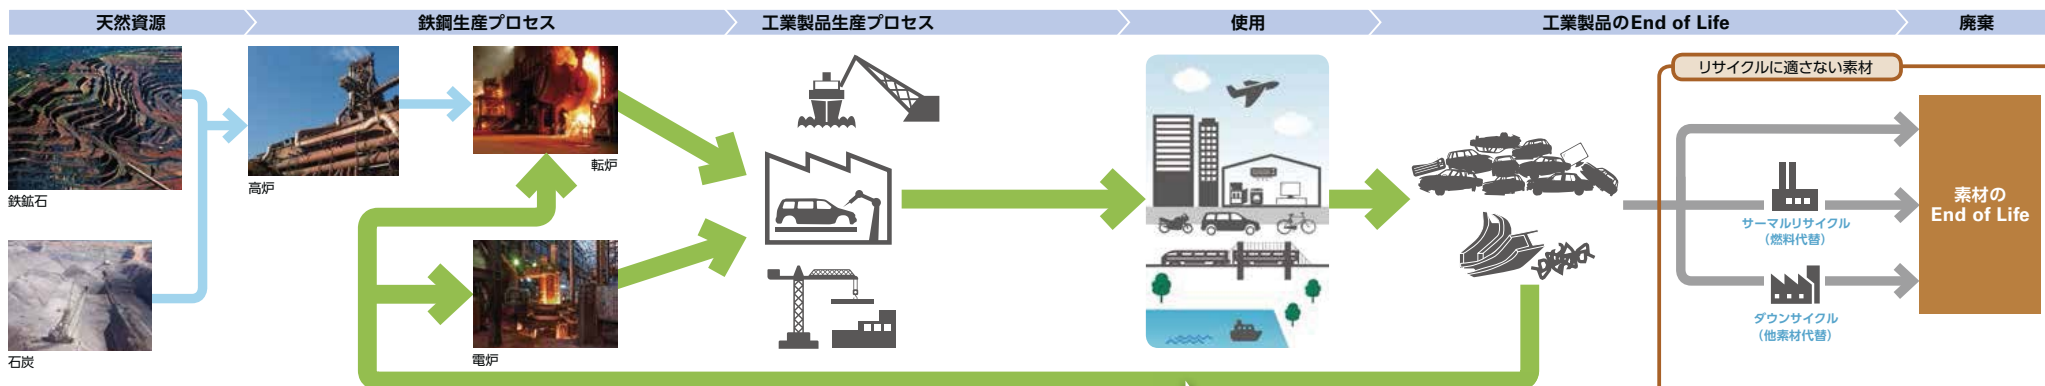 天然資源
鉄鋼生産プロセス
工業製品生産プロセス
使用
工業製品のEnd of Life
廃棄
リサイクルに適さない素材
鉄鉱石
高炉
転炉
石炭
電炉
サーマルリサイクル
（燃料代替）
ダウンサイクル
（他素材代替）
素材の
End of Life